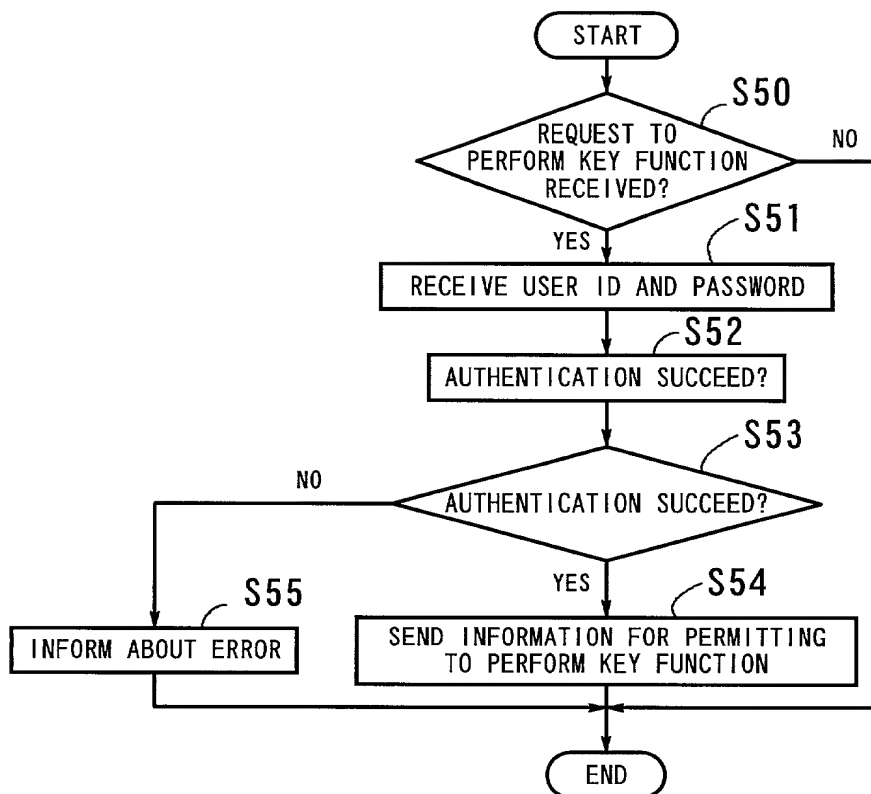 START
S50
REQUEST TO
PERFORM KEY FUNCTION
RECEIVED?
NO
YES
S51
RECEIVE USER ID AND PASSWORD
S52
AUTHENTICATION SUCCEED?
S53
NO
AUTHENTICATION SUCCEED?
YES
S54
S55
SEND INFORMATION FOR PERMITTING
TO PERFORM KEY FUNCTION
INFORM ABOUT ERROR
END